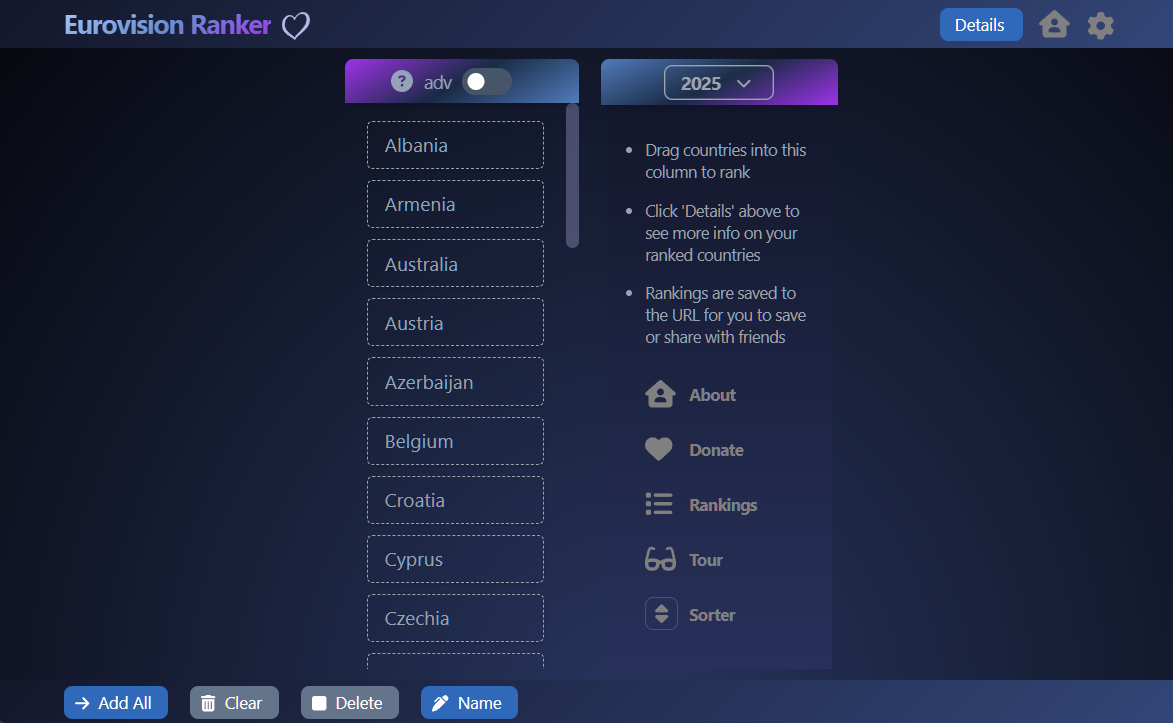 Eurovision Ranker
Details
? adv
2025
Albania
Armenia
Australia
Austria
Azerbaijan
Belgium
Croatia
Cyprus
Czechia
• Drag countries into this
column to rank
• Click 'Details' above to
see more info on your
ranked countries
• Rankings are saved to
the URL for you to save
or share with friends
About
Donate
Rankings
Tour
Sorter
Add All
Clear
Delete
Name